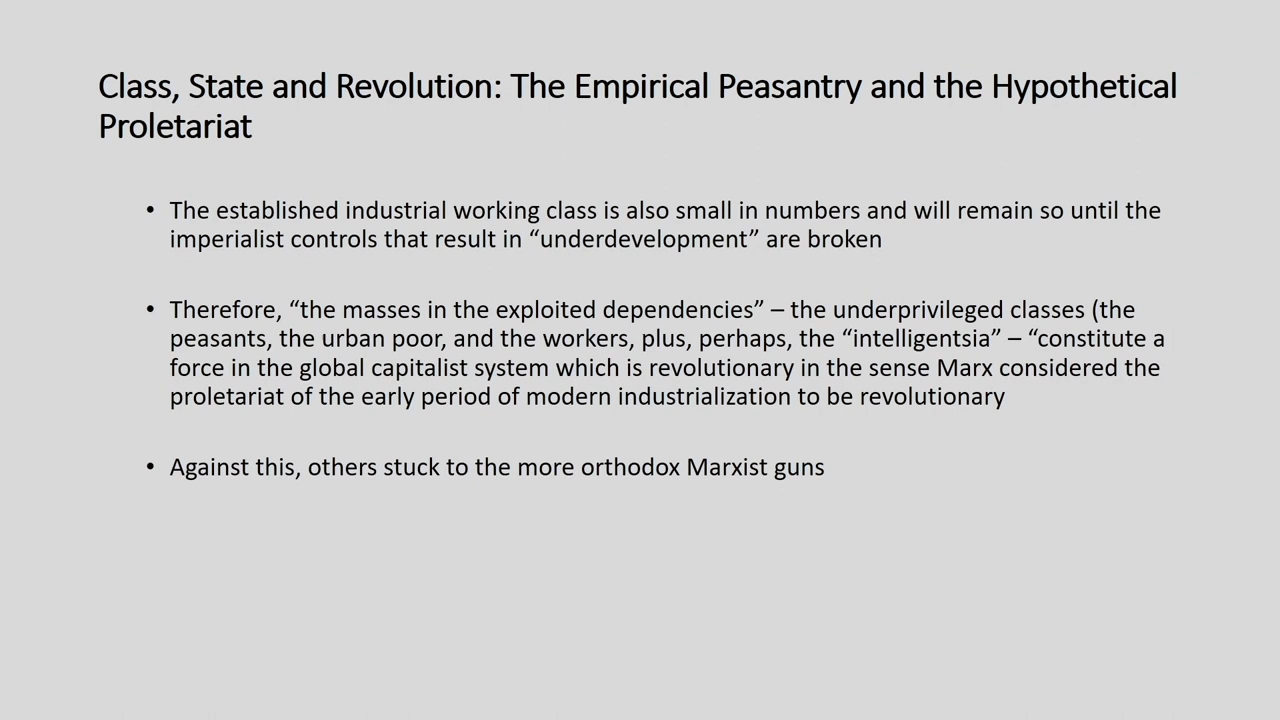 Class, State and Revolution: The Empirical Peasantry and the Hypothetical
Proletariat
• The established industrial working class is also small in numbers and will remain so until the
imperialist controls that result in “underdevelopment” are broken
• Therefore, “the masses in the exploited dependencies” – the underprivileged classes (the
peasants, the urban poor, and the workers, plus, perhaps, the “intelligentsia” – “constitute a
force in the global capitalist system which is revolutionary in the sense Marx considered the
proletariat of the early period of modern industrialization to be revolutionary
• Against this, others stuck to the more orthodox Marxist guns